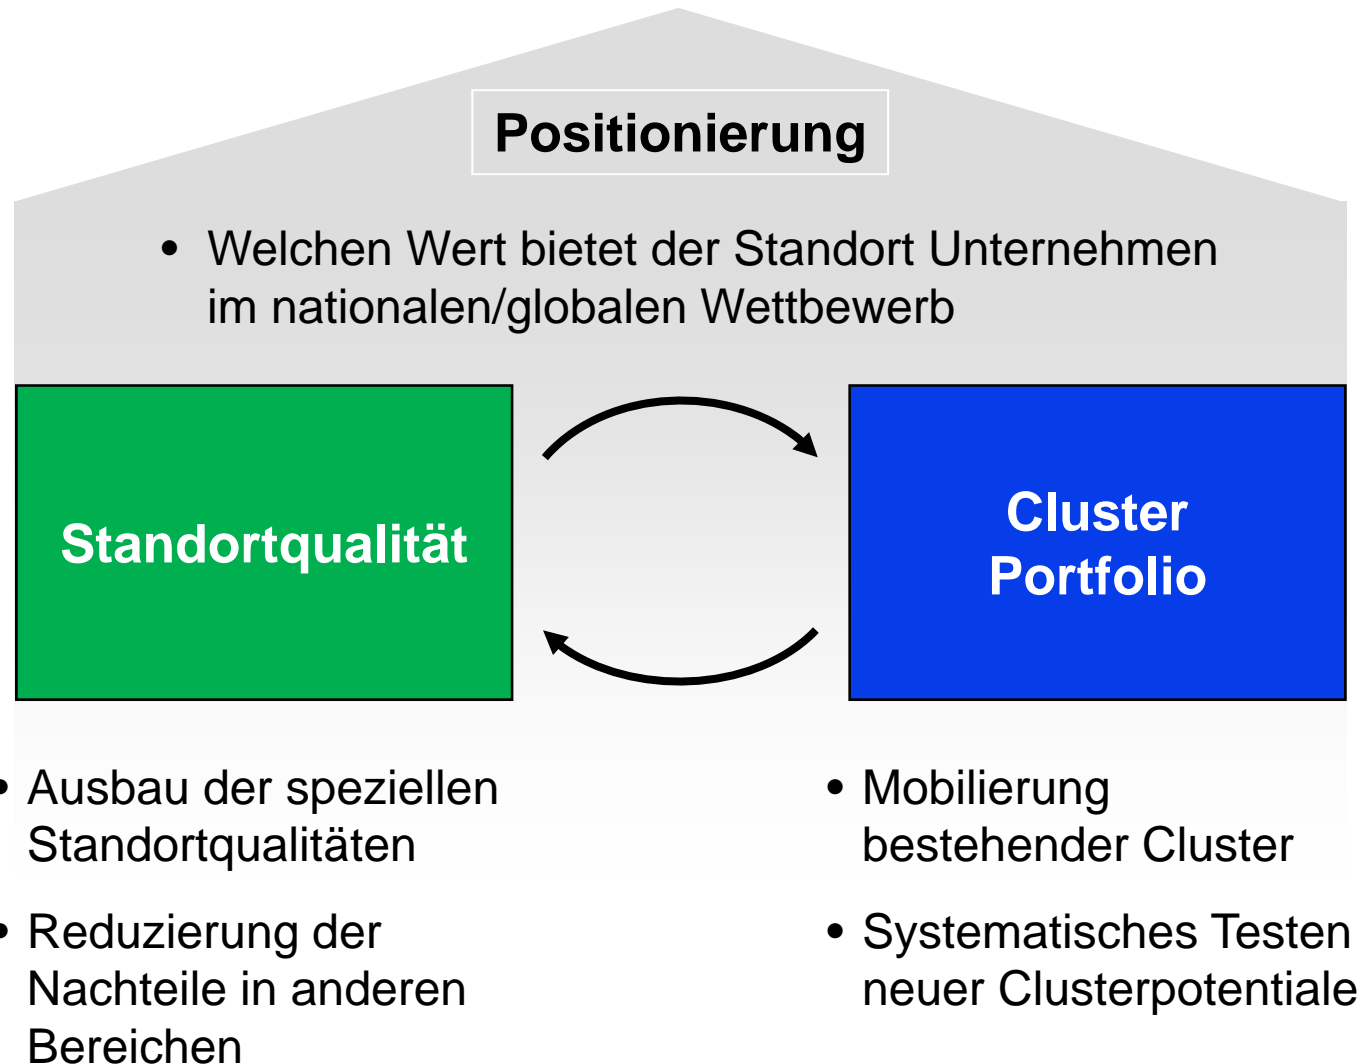 Positionierung
• Welchen Wert bietet der Standort Unternehmen
im nationalen/globalen Wettbewerb
Standortqualität
Cluster
Portfolio
• Ausbau der speziellen
Standortqualitäten
• Reduzierung der
Nachteile in anderen
Bereichen
• Mobilierung
bestehender Cluster
• Systematisches Testen
neuer Clusterpotentiale